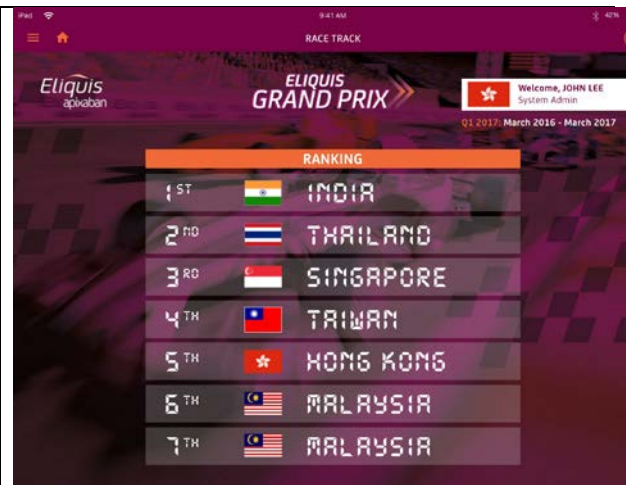 iPad 9:41 AM 42%
RACE TRACK
Eliquis
apixaban
ELIQUIS
GRAND PRIX
Welcome, JOHN LEE
System Admin
Q1 2017: March 2016 - March 2017
RANKING
1ST INDIA
2ND THAILAND
3RD SINGAPORE
4TH TAIWAN
5TH HONG KONG
6TH MALAYSIA
7TH MALAYSIA